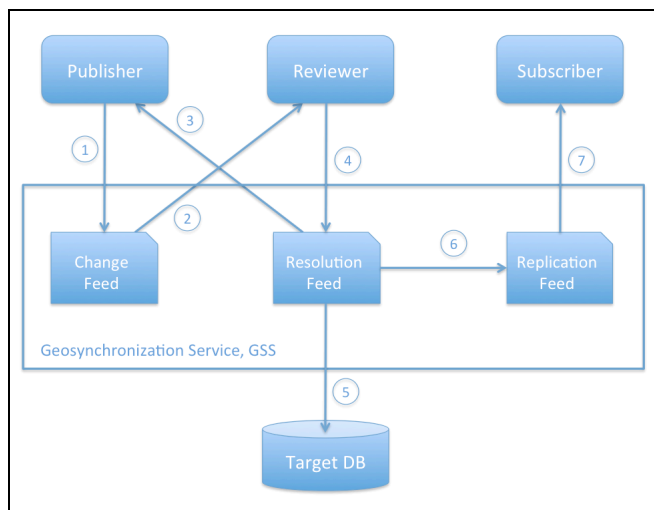 Publisher
Reviewer
Subscriber
3
1
4
7
2
Change
Feed
Resolution
Feed
6
Replication
Feed
Geosynchronization Service, GSS
5
Target DB